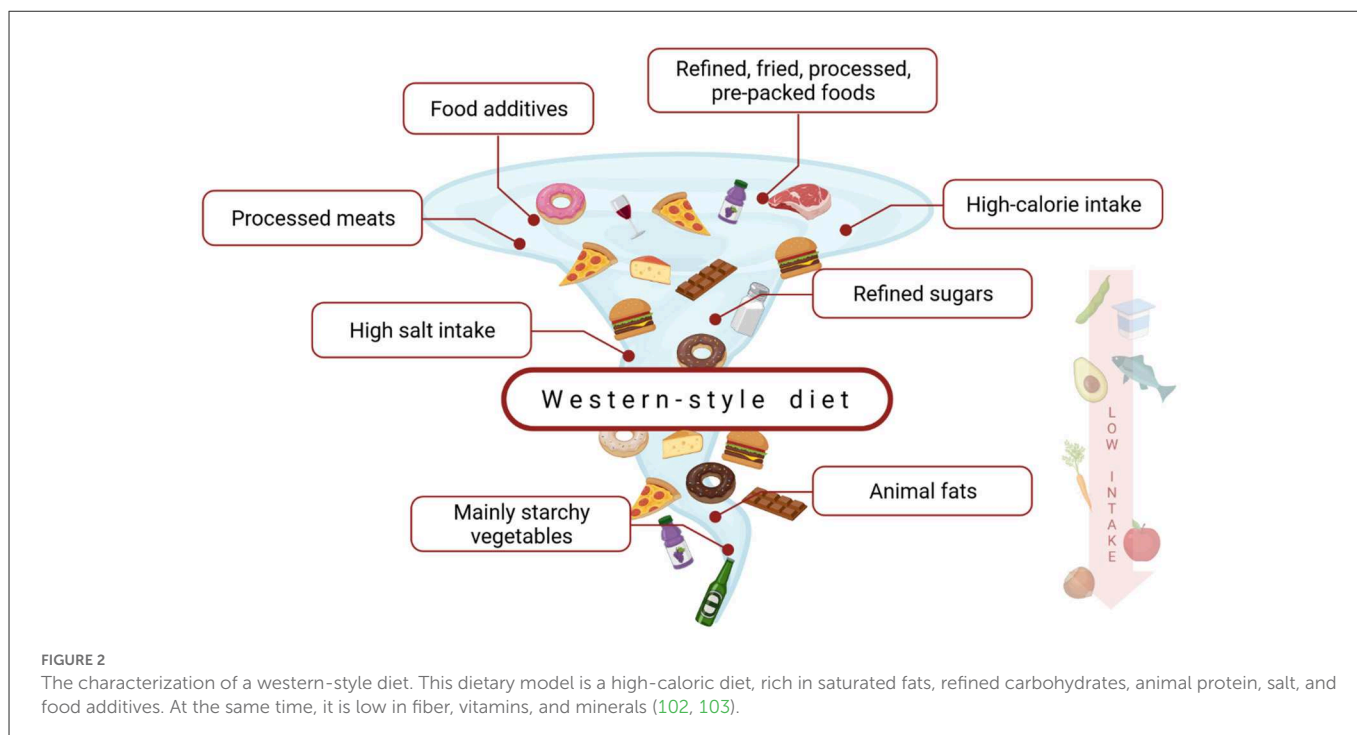 Refined, fried, processed,
pre-packed foods
Food additives
Processed meats
High-calorie intake
Refined sugars
High salt intake
Western-style diet
Animal fats
Mainly starchy
vegetables
LOW INTAKE
FIGURE 2
The characterization of a western-style diet. This dietary model is a high-caloric diet, rich in saturated fats, refined carbohydrates, animal protein, salt, and
food additives. At the same time, it is low in fiber, vitamins, and minerals (102, 103).